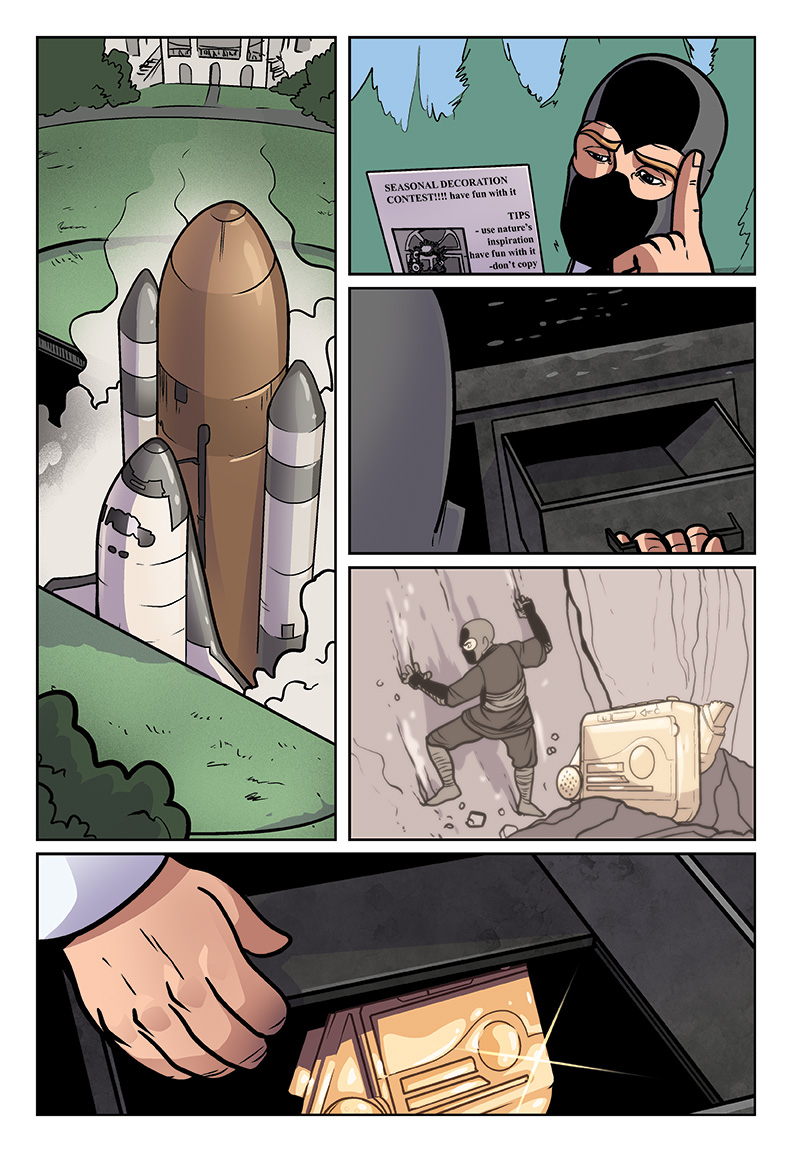 SEASONAL DECORATION
CONTEST!!!! have fun with it
TIPS
- use nature's
inspiration
-have fun with it
-don't copy